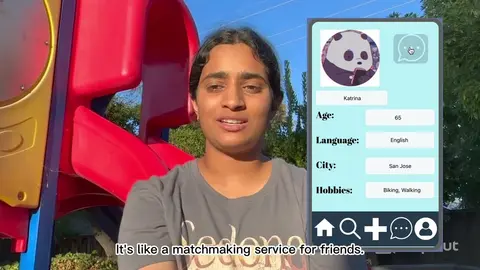 Katrina
Age:
65
Language:
English
City:
San Jose
Hobbies:
Biking, Walking
It's like a matchmaking service for friends.